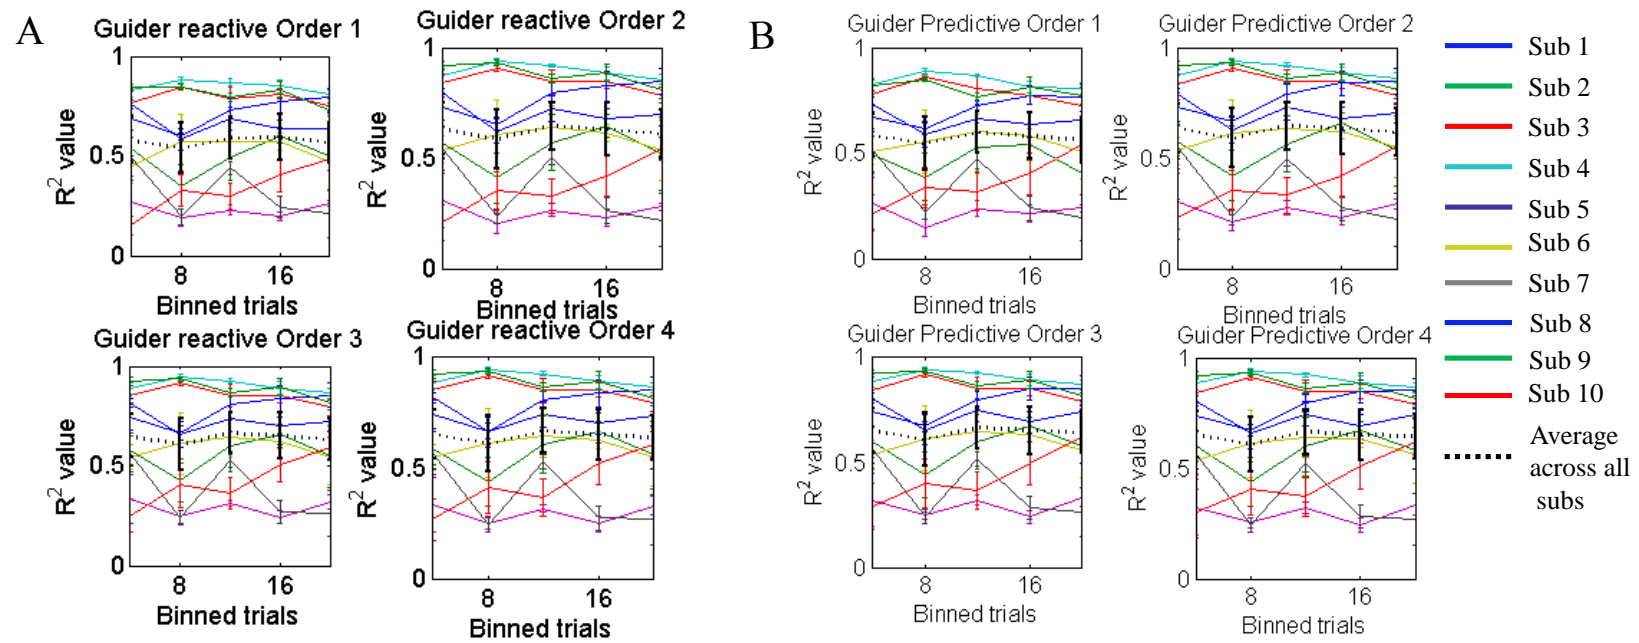 A
Guider reactive Order 1
1
0.5
0
R² value
8
16
Binned trials
Guider reactive Order 2
1
0.5
0
R² value
8
16
Binned trials
Guider reactive Order 3
1
0.5
0
R² value
8
16
Binned trials
Guider reactive Order 4
1
0.5
0
R² value
8
16
Binned trials
B
Guider Predictive Order 1
1
0.5
0
R² value
8
16
Binned trials
Guider Predictive Order 2
1
0.5
0
R² value
8
16
Binned trials
Guider Predictive Order 3
1
0.5
0
R² value
8
16
Binned trials
Guider Predictive Order 4
1
0.5
0
R² value
8
16
Binned trials
Sub 1
Sub 2
Sub 3
Sub 4
Sub 5
Sub 6
Sub 7
Sub 8
Sub 9
Sub 10
Average
across all
subs